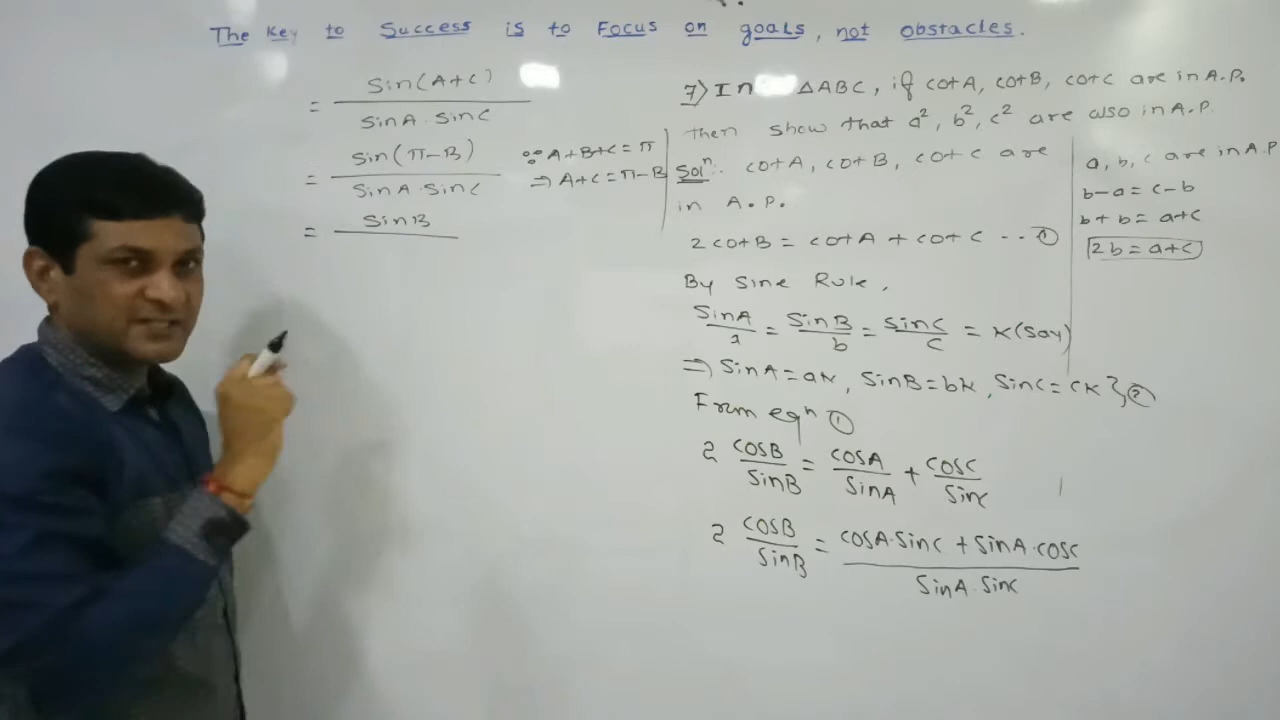 The Key to Success is to Focus on goals, not obstacles.
= Sin(A+C) / SinA . SinC
= Sin(π-B) / SinA . SinC
∵ A+B+C = π
⇒ A+C = π-B
= SinB
7) In △ABC, if cotA, cotB, cotC are in A.P.
then show that a², b², c² are also in A.P.
Solⁿ: cotA, cotB, cotC are
in A.P.
2cotB = cotA + cotC --- ①
By Sine Rule,
SinA/a = SinB/b = SinC/c = K (say)
⇒ SinA = aK, SinB = bK, SinC = cK } ②
From eqⁿ ①
2 cosB/SinB = cosA/SinA + cosC/SinC
2 cosB/SinB = cosA.SinC + SinA.cosC / SinA.SinC
a, b, c are in A.P
b-a = c-b
b+b = a+c
2b = a+c